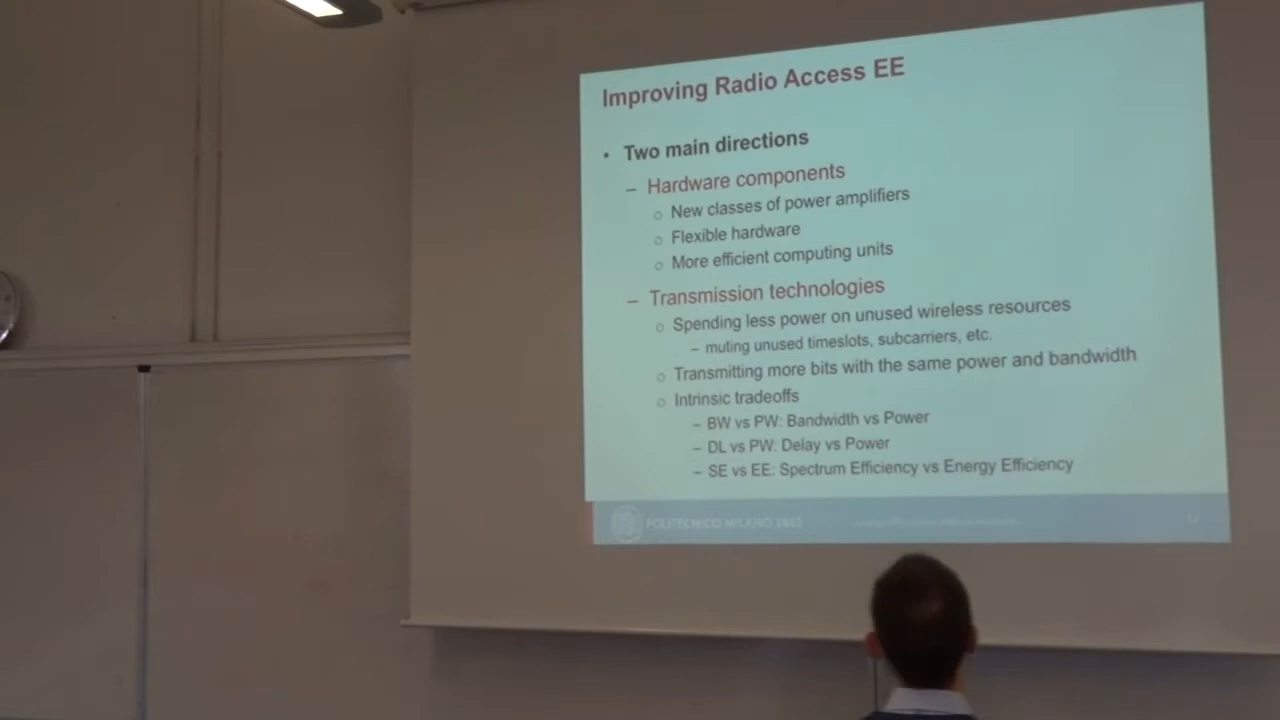 Improving Radio Access EE
• Two main directions
– Hardware components
○ New classes of power amplifiers
○ Flexible hardware
○ More efficient computing units
– Transmission technologies
○ Spending less power on unused wireless resources
– muting unused timeslots, subcarriers, etc.
○ Transmitting more bits with the same power and bandwidth
○ Intrinsic tradeoffs
– BW vs PW: Bandwidth vs Power
– DL vs PW: Delay vs Power
– SE vs EE: Spectrum Efficiency vs Energy Efficiency
POLITECNICO MILANO 1863